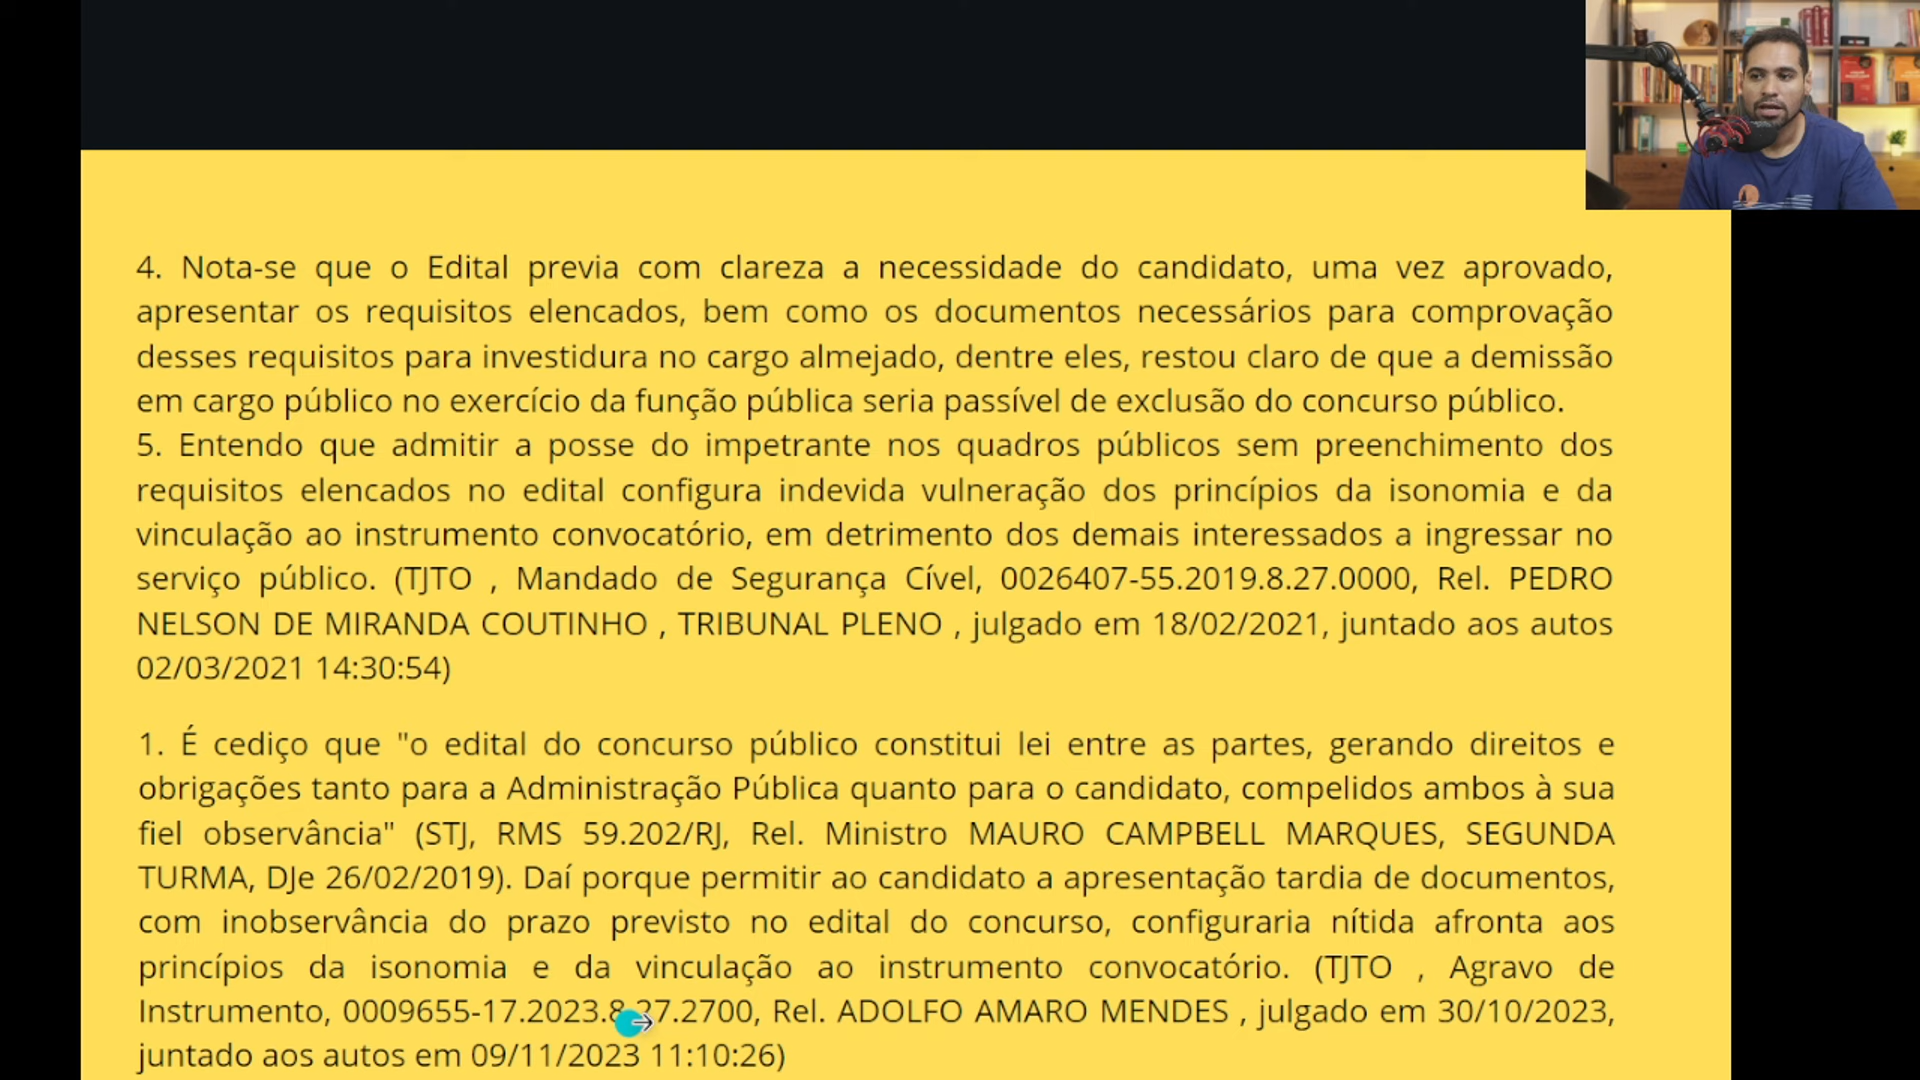 4. Nota-se que o Edital previa com clareza a necessidade do candidato, uma vez aprovado,
apresentar os requisitos elencados, bem como os documentos necessários para comprovação
desses requisitos para investidura no cargo almejado, dentre eles, restou claro de que a demissão
em cargo público no exercício da função pública seria passível de exclusão do concurso público.
5. Entendo que admitir a posse do impetrante nos quadros públicos sem preenchimento dos
requisitos elencados no edital configura indevida vulneração dos princípios da isonomia e da
vinculação ao instrumento convocatório, em detrimento dos demais interessados a ingressar no
serviço público. (TJTO , Mandado de Segurança Cível, 0026407-55.2019.8.27.0000, Rel. PEDRO
NELSON DE MIRANDA COUTINHO , TRIBUNAL PLENO , julgado em 18/02/2021, juntado aos autos
02/03/2021 14:30:54)
1. É cediço que "o edital do concurso público constitui lei entre as partes, gerando direitos e
obrigações tanto para a Administração Pública quanto para o candidato, compelidos ambos à sua
fiel observância" (STJ, RMS 59.202/RJ, Rel. Ministro MAURO CAMPBELL MARQUES, SEGUNDA
TURMA, DJe 26/02/2019). Daí porque permitir ao candidato a apresentação tardia de documentos,
com inobservância do prazo previsto no edital do concurso, configuraria nítida afronta aos
princípios da isonomia e da vinculação ao instrumento convocatório. (TJTO , Agravo de
Instrumento, 0009655-17.2023.8.27.2700, Rel. ADOLFO AMARO MENDES , julgado em 30/10/2023,
juntado aos autos em 09/11/2023 11:10:26)